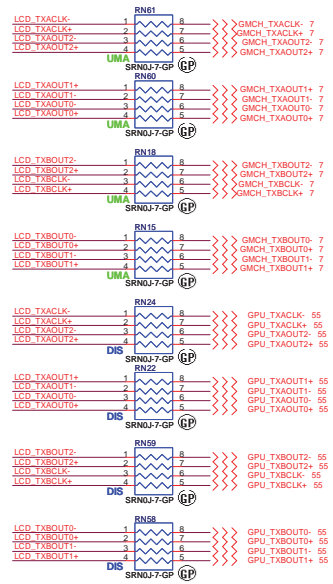 RN61
LCD_TXACLK- 1 8 GMCH_TXACLK- 7
LCD_TXACLK+ 2 7 GMCH_TXACLK+ 7
LCD_TXAOUT2- 3 6 GMCH_TXAOUT2- 7
LCD_TXAOUT2+ 4 5 GMCH_TXAOUT2+ 7
UMA SRN0J-7-GP GP
RN60
LCD_TXAOUT1+ 1 8 GMCH_TXAOUT1+ 7
LCD_TXAOUT1- 2 7 GMCH_TXAOUT1- 7
LCD_TXAOUT0- 3 6 GMCH_TXAOUT0- 7
LCD_TXAOUT0+ 4 5 GMCH_TXAOUT0+ 7
UMA SRN0J-7-GP GP
RN18
LCD_TXBOUT2- 1 8 GMCH_TXBOUT2- 7
LCD_TXBOUT2+ 2 7 GMCH_TXBOUT2+ 7
LCD_TXBCLK- 3 6 GMCH_TXBCLK- 7
LCD_TXBCLK+ 4 5 GMCH_TXBCLK+ 7
UMA SRN0J-7-GP GP
RN15
LCD_TXBOUT0- 1 8 GMCH_TXBOUT0- 7
LCD_TXBOUT0+ 2 7 GMCH_TXBOUT0+ 7
LCD_TXBOUT1- 3 6 GMCH_TXBOUT1- 7
LCD_TXBOUT1+ 4 5 GMCH_TXBOUT1+ 7
UMA SRN0J-7-GP GP
RN24
LCD_TXACLK- 1 8 GPU_TXACLK- 55
LCD_TXACLK+ 2 7 GPU_TXACLK+ 55
LCD_TXAOUT2- 3 6 GPU_TXAOUT2- 55
LCD_TXAOUT2+ 4 5 GPU_TXAOUT2+ 55
DIS SRN0J-7-GP GP
RN22
LCD_TXAOUT1+ 1 8 GPU_TXAOUT1+ 55
LCD_TXAOUT1- 2 7 GPU_TXAOUT1- 55
LCD_TXAOUT0- 3 6 GPU_TXAOUT0- 55
LCD_TXAOUT0+ 4 5 GPU_TXAOUT0+ 55
DIS SRN0J-7-GP GP
RN59
LCD_TXBOUT2- 1 8 GPU_TXBOUT2- 55
LCD_TXBOUT2+ 2 7 GPU_TXBOUT2+ 55
LCD_TXBCLK- 3 6 GPU_TXBCLK- 55
LCD_TXBCLK+ 4 5 GPU_TXBCLK+ 55
DIS SRN0J-7-GP GP
RN58
LCD_TXBOUT0- 1 8 GPU_TXBOUT0- 55
LCD_TXBOUT0+ 2 7 GPU_TXBOUT0+ 55
LCD_TXBOUT1- 3 6 GPU_TXBOUT1- 55
LCD_TXBOUT1+ 4 5 GPU_TXBOUT1+ 55
DIS SRN0J-7-GP GP